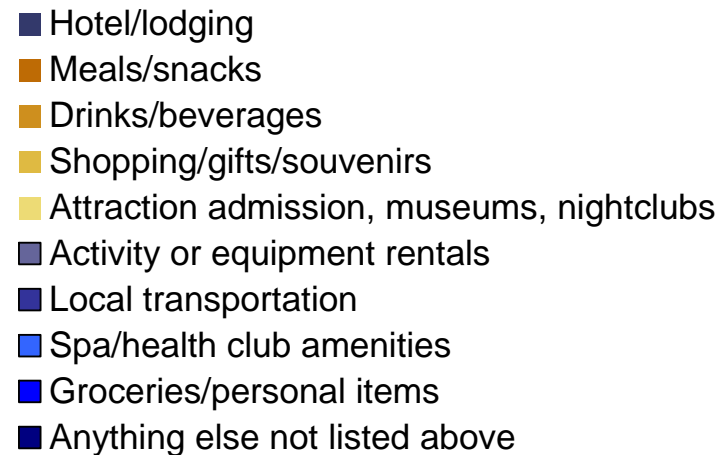 Hotel/lodging
Meals/snacks
Drinks/beverages
Shopping/gifts/souvenirs
Attraction admission, museums, nightclubs
Activity or equipment rentals
Local transportation
Spa/health club amenities
Groceries/personal items
Anything else not listed above